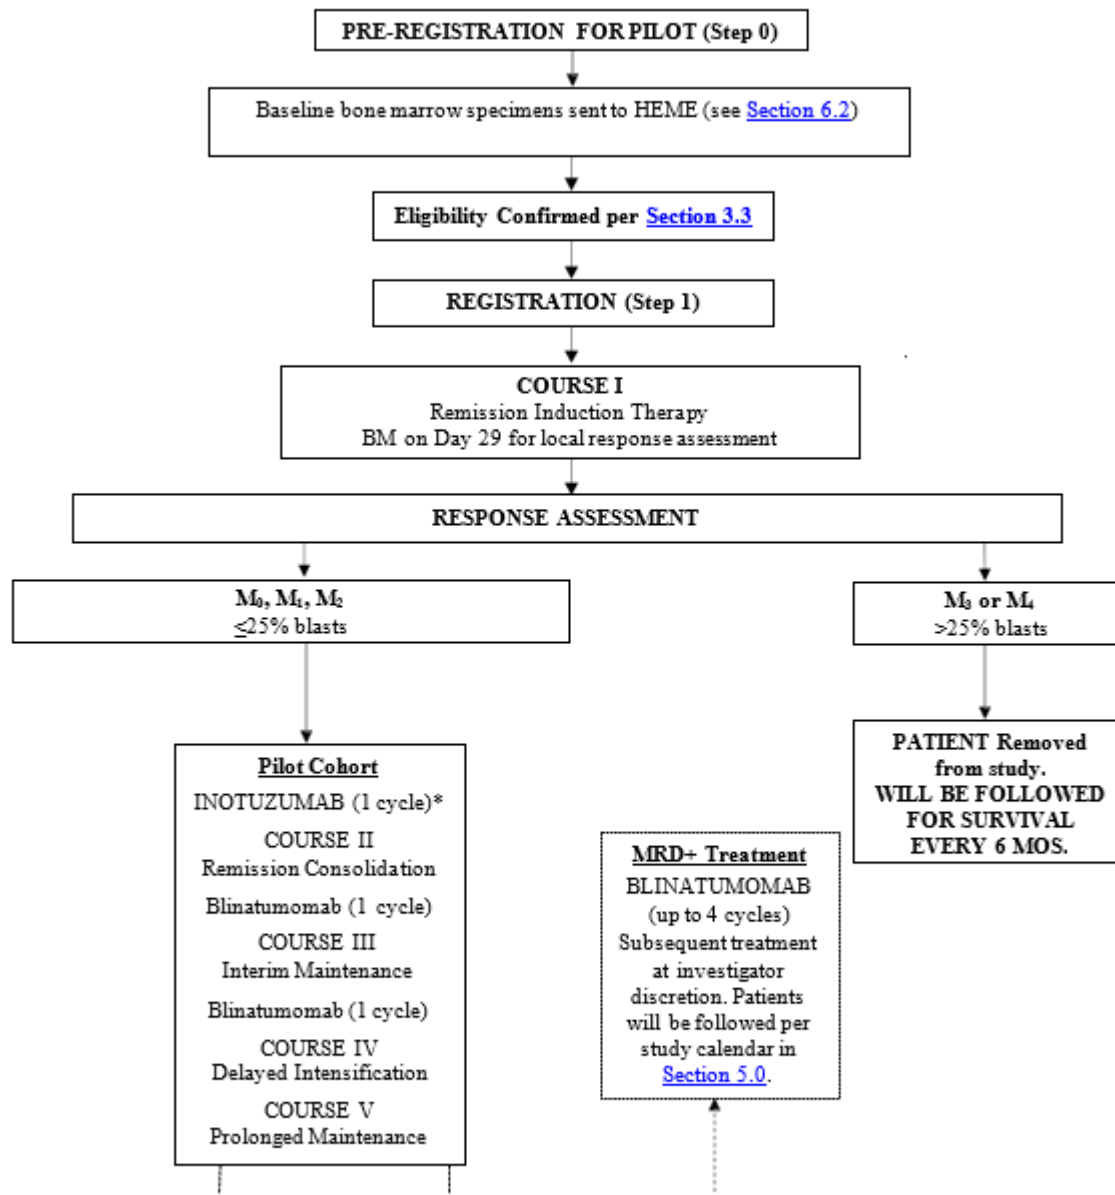 PRE-REGISTRATION FOR PILOT (Step 0)
Baseline bone marrow specimens sent to HEME (see Section 6.2)
Eligibility Confirmed per Section 3.3
REGISTRATION (Step 1)
COURSE I
Remission Induction Therapy
BM on Day 29 for local response assessment
RESPONSE ASSESSMENT
M₀, M₁, M₂
≤25% blasts
M₃ or M₄
>25% blasts
PATIENT Removed
from study.
WILL BE FOLLOWED
FOR SURVIVAL
EVERY 6 MOS.
Pilot Cohort
INOTUZUMAB (1 cycle)*
COURSE II
Remission Consolidation
Blinatumomab (1 cycle)
COURSE III
Interim Maintenance
Blinatumomab (1 cycle)
COURSE IV
Delayed Intensification
COURSE V
Prolonged Maintenance
MRD+ Treatment
BLINATUMOMAB
(up to 4 cycles)
Subsequent treatment
at investigator
discretion. Patients
will be followed per
study calendar in
Section 5.0.